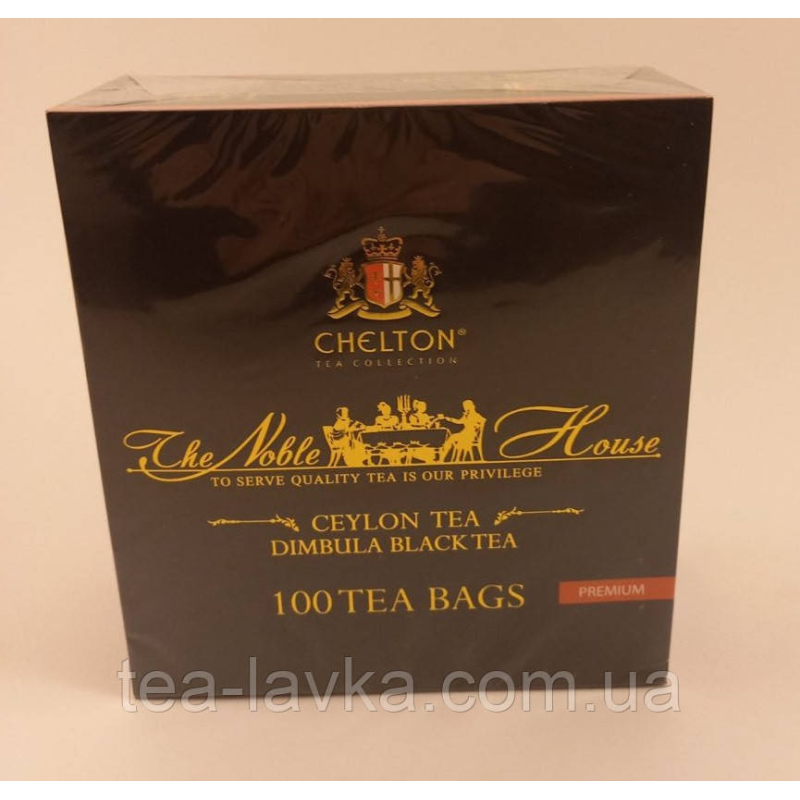 CHELTON®
TEA COLLECTION
The Noble House
TO SERVE QUALITY TEA IS OUR PRIVILEGE
CEYLON TEA
DIMBULA BLACK TEA
100 TEA BAGS
PREMIUM
tea-lavka.com.ua